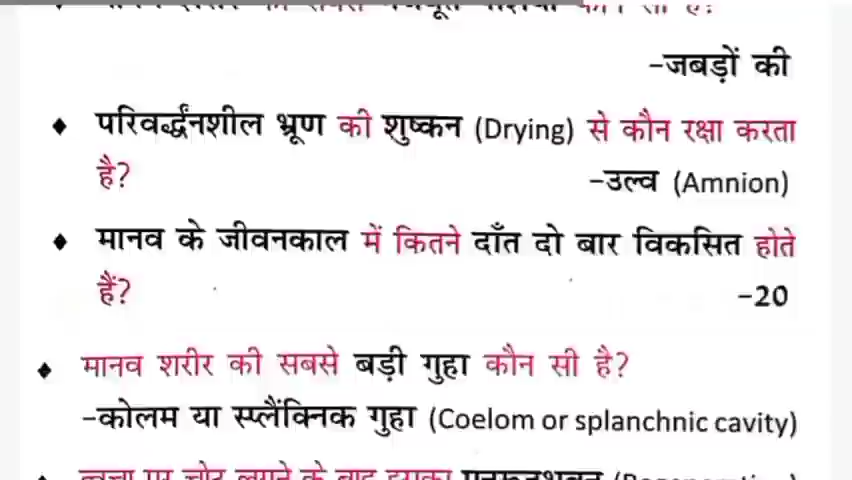 -जबड़ों की
♦ परिवर्द्धनशील भ्रूण की शुष्कन (Drying) से कौन रक्षा करता
है? -उल्व (Amnion)
♦ मानव के जीवनकाल में कितने दाँत दो बार विकसित होते
हैं? -20
♦ मानव शरीर की सबसे बड़ी गुहा कौन सी है?
-कोलम या स्प्लैंक्निक गुहा (Coelom or splanchnic cavity)